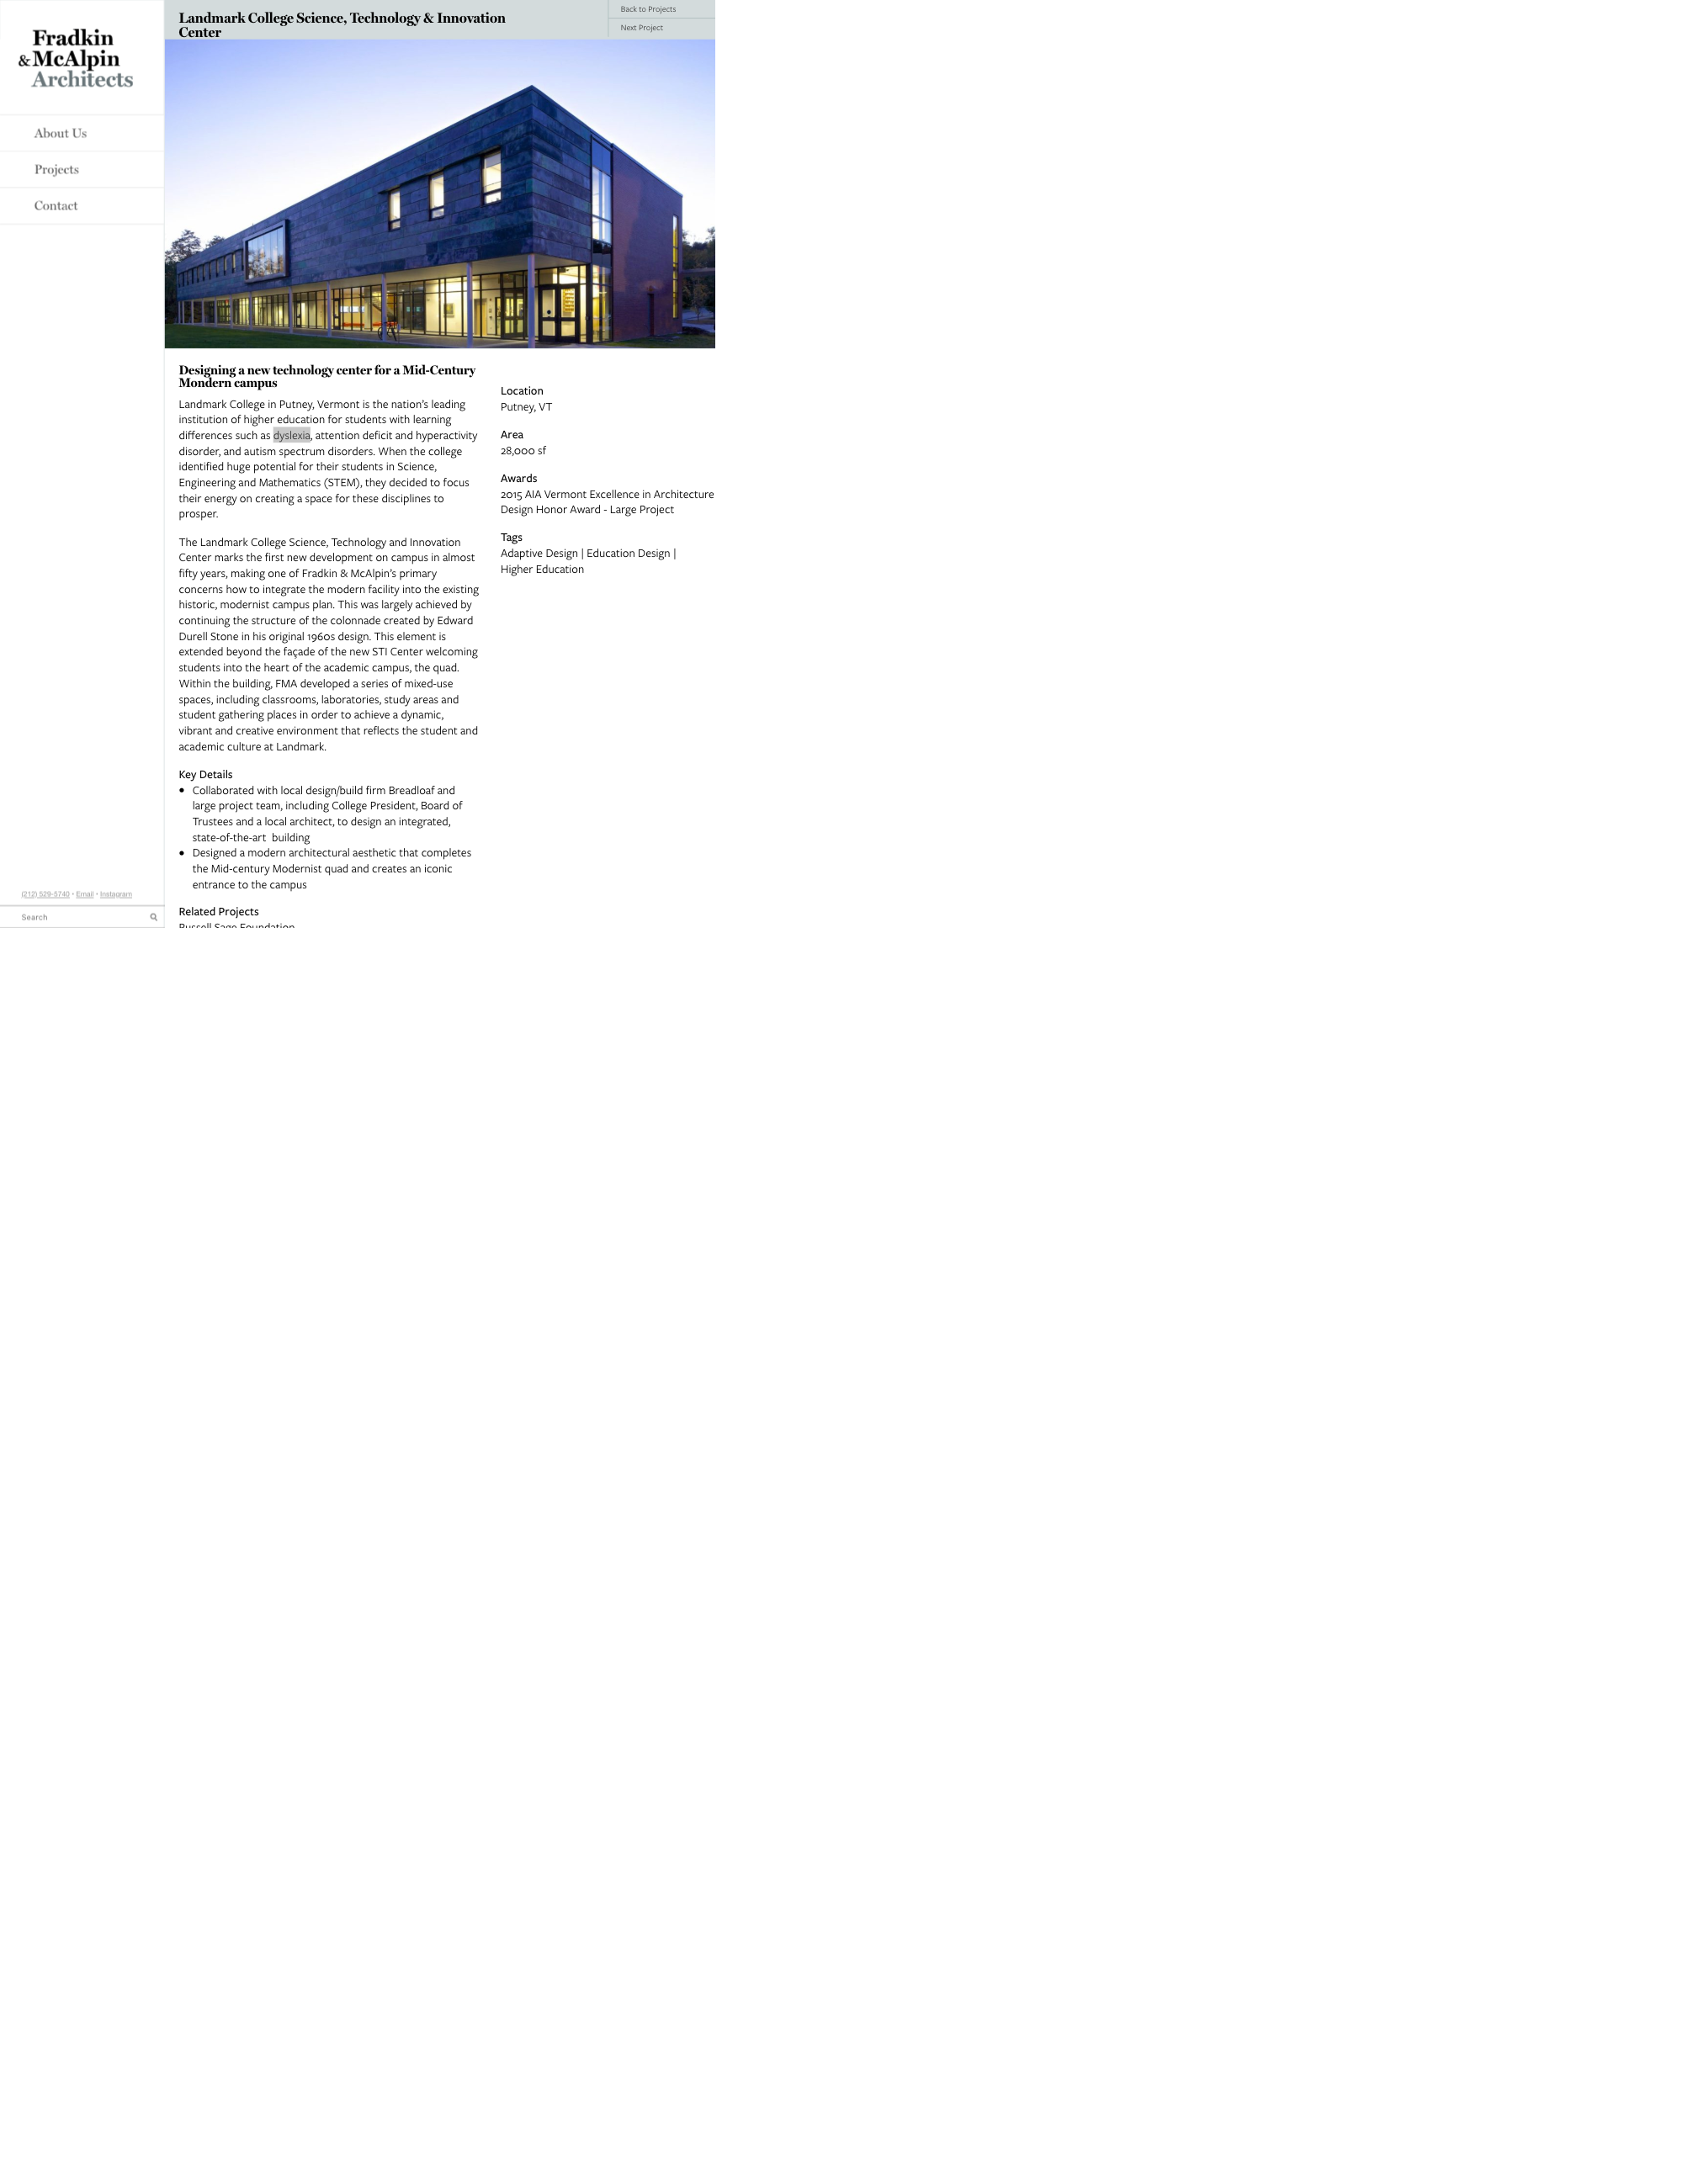 Fradkin
& McAlpin
Architects
About Us
Projects
Contact
Landmark College Science, Technology & Innovation
Center
Back to Projects
Next Project
Designing a new technology center for a Mid-Century
Mondern campus
Landmark College in Putney, Vermont is the nation’s leading
institution of higher education for students with learning
differences such as dyslexia, attention deficit and hyperactivity
disorder, and autism spectrum disorders. When the college
identified huge potential for their students in Science,
Engineering and Mathematics (STEM), they decided to focus
their energy on creating a space for these disciplines to
prosper.
The Landmark College Science, Technology and Innovation
Center marks the first new development on campus in almost
fifty years, making one of Fradkin & McAlpin’s primary
concerns how to integrate the modern facility into the existing
historic, modernist campus plan. This was largely achieved by
continuing the structure of the colonnade created by Edward
Durell Stone in his original 1960s design. This element is
extended beyond the façade of the new STI Center welcoming
students into the heart of the academic campus, the quad.
Within the building, FMA developed a series of mixed-use
spaces, including classrooms, laboratories, study areas and
student gathering places in order to achieve a dynamic,
vibrant and creative environment that reflects the student and
academic culture at Landmark.
Key Details
• Collaborated with local design/build firm Breadloaf and
large project team, including College President, Board of
Trustees and a local architect, to design an integrated,
state-of-the-art  building
• Designed a modern architectural aesthetic that completes
the Mid-century Modernist quad and creates an iconic
entrance to the campus
Related Projects
Russell Sage Foundation
Location
Putney, VT
Area
28,000 sf
Awards
2015 AIA Vermont Excellence in Architecture
Design Honor Award - Large Project
Tags
Adaptive Design | Education Design |
Higher Education
(212) 529-5740 • Email • Instagram
Search